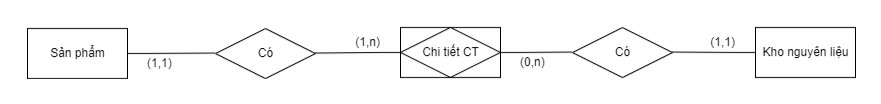 Sản phẩm
(1,1)
Có
(1,n)
Chi tiết CT
(0,n)
Có
(1,1)
Kho nguyên liệu